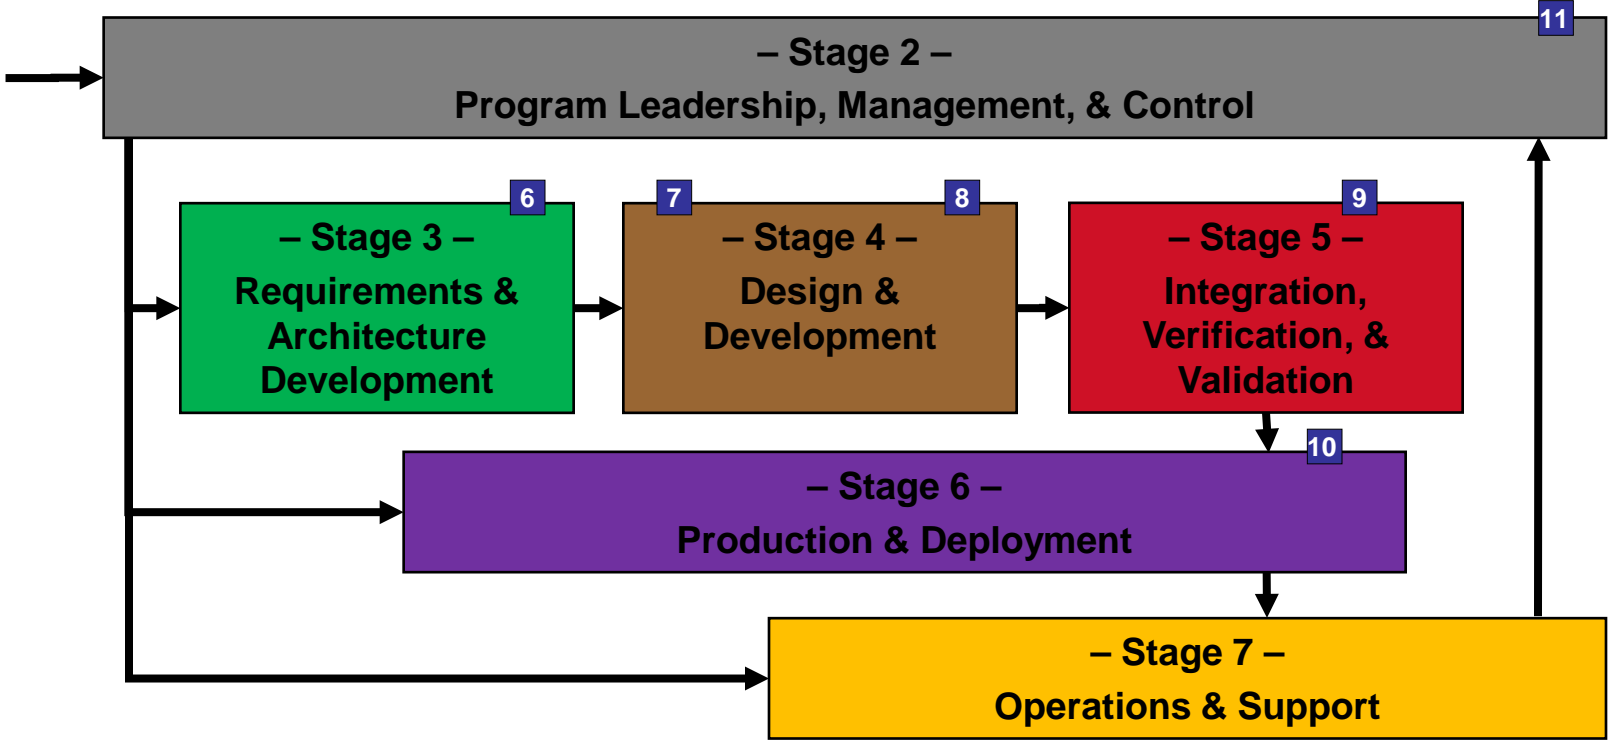 11
– Stage 2 –
Program Leadership, Management, & Control
6
– Stage 3 –
Requirements &
Architecture
Development
7
8
– Stage 4 –
Design &
Development
9
– Stage 5 –
Integration,
Verification, &
Validation
10
– Stage 6 –
Production & Deployment
– Stage 7 –
Operations & Support